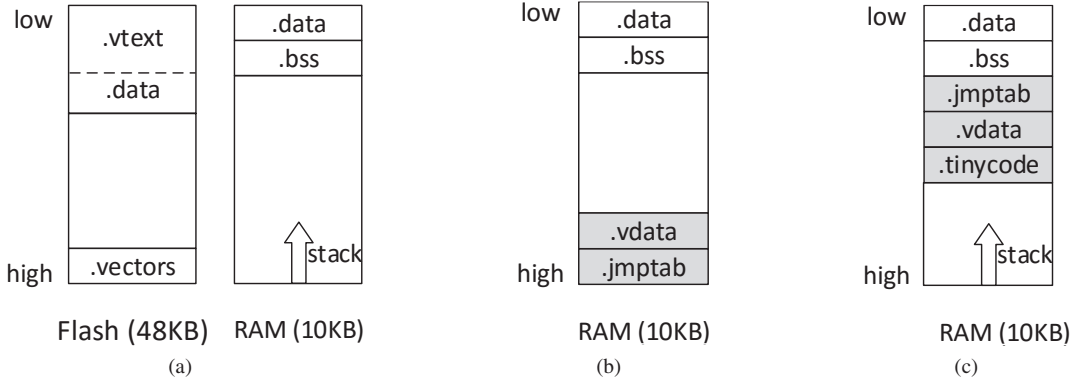 low
.vtext
.data
.vectors
high
Flash (48KB)
.data
.bss
stack
RAM (10KB)
(a)
.data
.bss
low
high
.vdata
.jmptab
RAM (10KB)
(b)
low
.data
.bss
.jmptab
.vdata
.tinycode
stack
high
RAM (10KB)
(c)